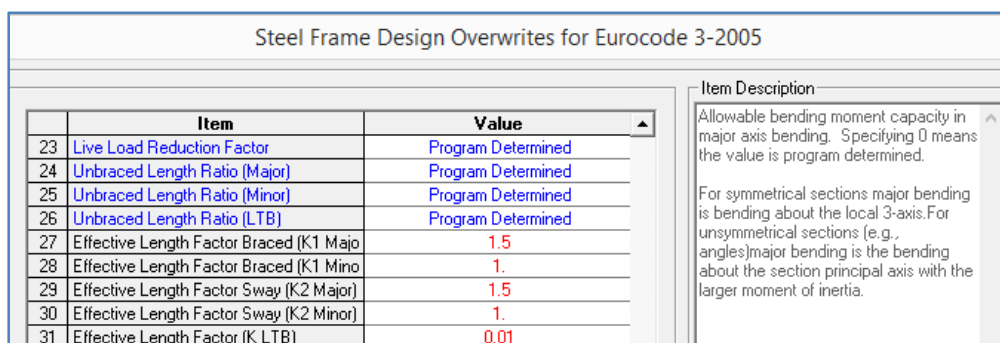 Steel Frame Design Overwrites for Eurocode 3-2005
Item Value
23 Live Load Reduction Factor Program Determined
24 Unbraced Length Ratio (Major) Program Determined
25 Unbraced Length Ratio (Minor) Program Determined
26 Unbraced Length Ratio (LTB) Program Determined
27 Effective Length Factor Braced (K1 Majo 1.5
28 Effective Length Factor Braced (K1 Mino 1.
29 Effective Length Factor Sway (K2 Major) 1.5
30 Effective Length Factor Sway (K2 Minor) 1.
31 Effective Length Factor (K LTB) 0.01
Item Description
Allowable bending moment capacity in
major axis bending. Specifying 0 means
the value is program determined.
For symmetrical sections major bending
is bending about the local 3-axis.For
unsymmetrical sections (e.g.,
angles)major bending is the bending
about the section principal axis with the
larger moment of inertia.